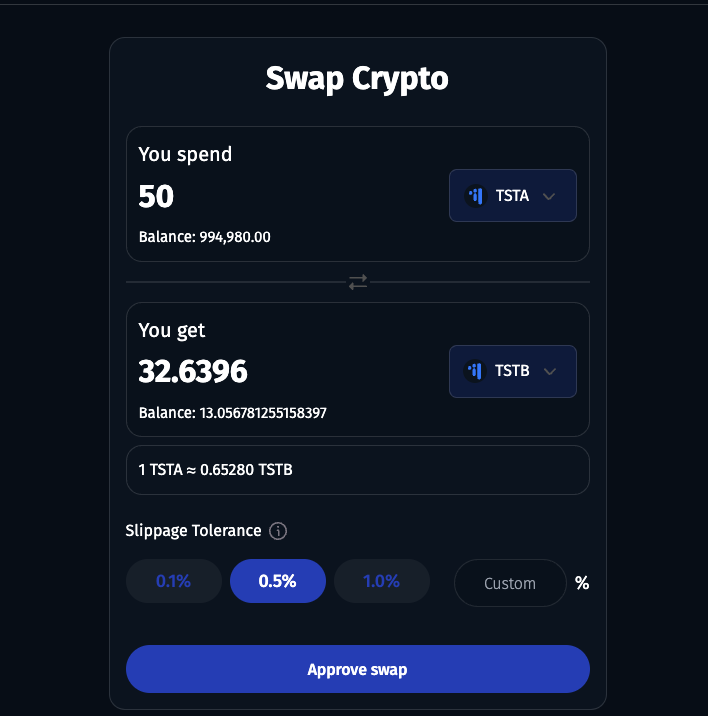 Swap Crypto
You spend
50
TSTA
Balance: 994,980.00
You get
32.6396
TSTB
Balance: 13.056781255158397
1 TSTA ≈ 0.65280 TSTB
Slippage Tolerance
0.1% 0.5% 1.0% Custom %
Approve swap